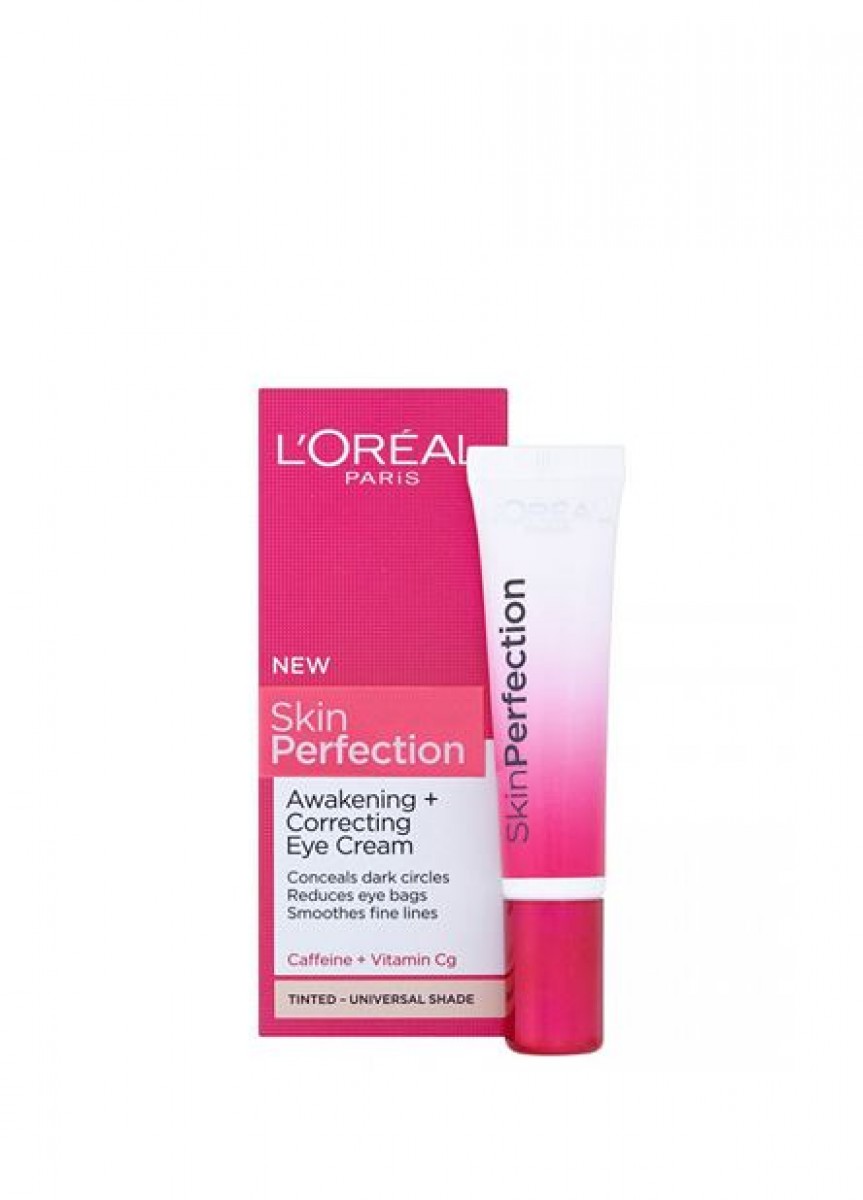 L'ORÉAL
PARiS
NEW
Skin
Perfection
Awakening +
Correcting
Eye Cream
Conceals dark circles
Reduces eye bags
Smoothes fine lines
Caffeine + Vitamin Cg
TINTED – UNIVERSAL SHADE
L'ORÉAL
SkinPerfection